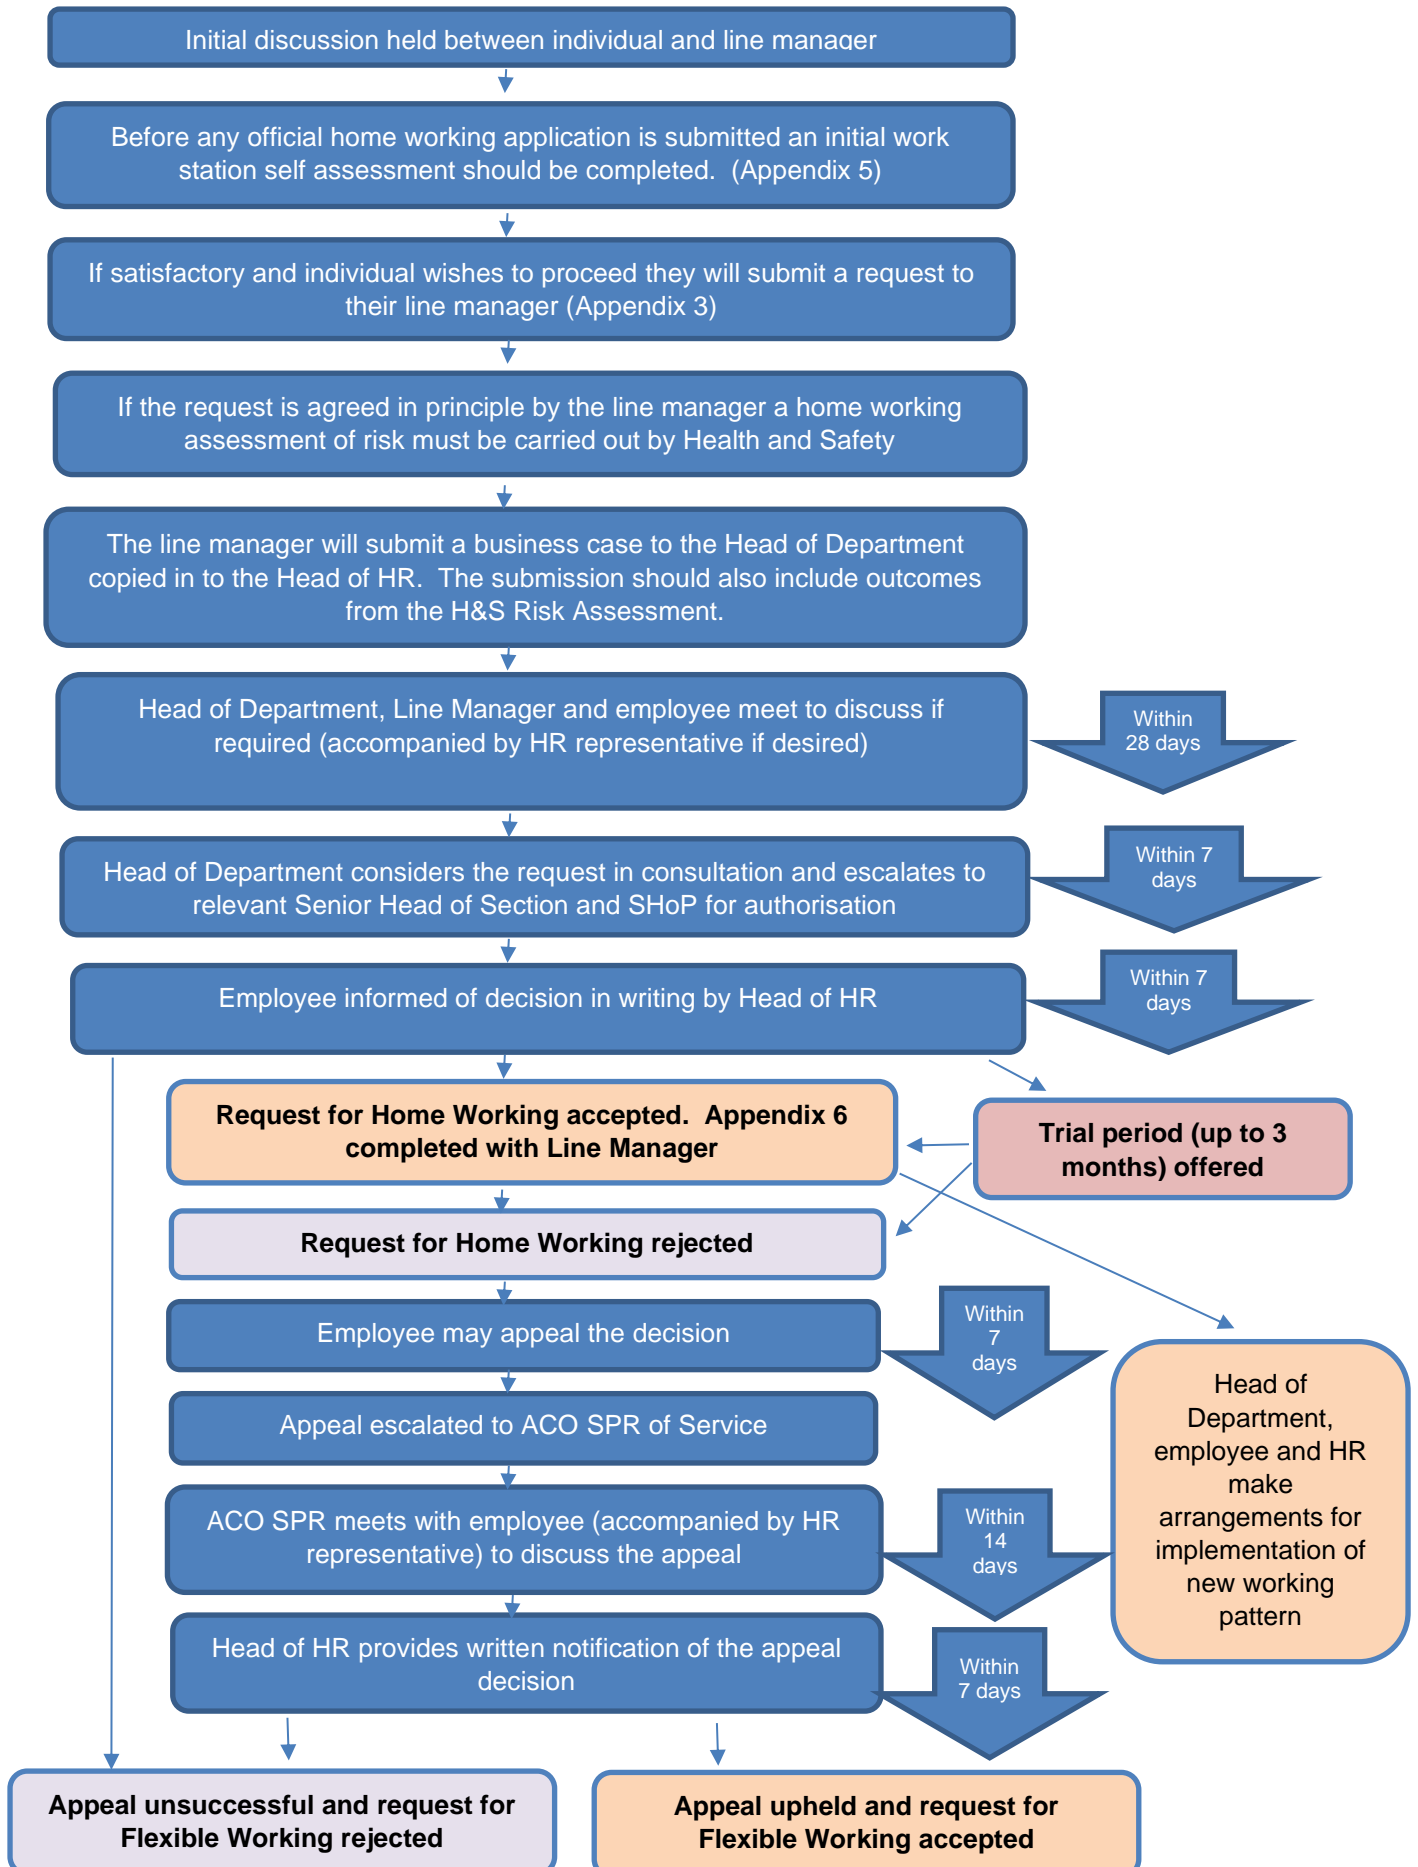 Initial discussion held between individual and line manager
Before any official home working application is submitted an initial work
station self assessment should be completed.  (Appendix 5)
If satisfactory and individual wishes to proceed they will submit a request to
their line manager (Appendix 3)
If the request is agreed in principle by the line manager a home working
assessment of risk must be carried out by Health and Safety
The line manager will submit a business case to the Head of Department
copied in to the Head of HR.  The submission should also include outcomes
from the H&S Risk Assessment.
Head of Department, Line Manager and employee meet to discuss if
required (accompanied by HR representative if desired)
Within
28 days
Head of Department considers the request in consultation and escalates to
relevant Senior Head of Section and SHoP for authorisation
Within 7
days
Employee informed of decision in writing by Head of HR
Within 7
days
Request for Home Working accepted.  Appendix 6
completed with Line Manager
Trial period (up to 3
months) offered
Request for Home Working rejected
Employee may appeal the decision
Within
7
days
Appeal escalated to ACO SPR of Service
Head of
Department,
employee and HR
make
arrangements for
implementation of
new working
pattern
ACO SPR meets with employee (accompanied by HR
representative) to discuss the appeal
Within
14
days
Head of HR provides written notification of the appeal
decision
Within
7 days
Appeal unsuccessful and request for
Flexible Working rejected
Appeal upheld and request for
Flexible Working accepted